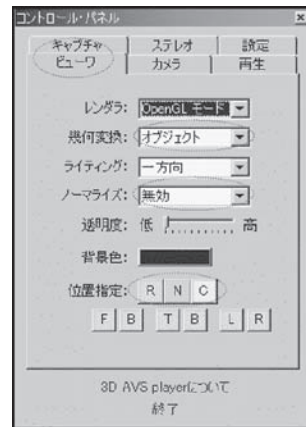 コントロール・パネル ×
キャプチャ ステレオ 設定
ビューワ カメラ 再生
レンダラ: OpenGL モード
幾何変換: オブジェクト
ライティング: 一方向
ノーマライズ: 無効
透明度: 低 高
背景色:
位置指定: R N C
F B T B L R
3D AVS playerについて
終了